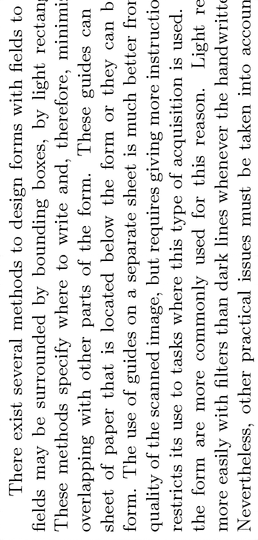 There exist several methods to design forms with fields to
fields may be surrounded by bounding boxes, by light rectang
These methods specify where to write and, therefore, minimis
overlapping with other parts of the form. These guides can
sheet of paper that is located below the form or they can b
form. The use of guides on a separate sheet is much better from
quality of the scanned image, but requires giving more instructio
restricts its use to tasks where this type of acquisition is used.
the form are more commonly used for this reason. Light re
more easily with filters than dark lines whenever the handwritte
Nevertheless, other practical issues must be taken into accoun